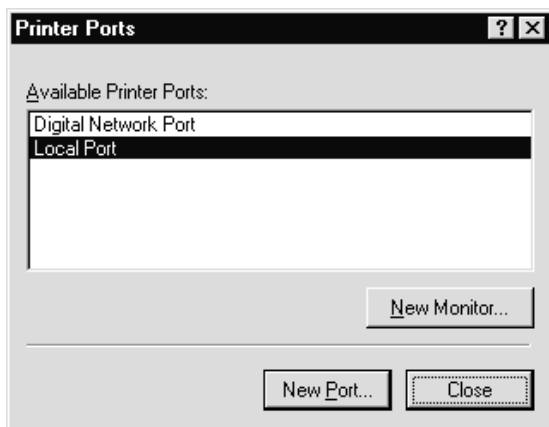 Printer Ports
Available Printer Ports:
Digital Network Port
Local Port
New Monitor...
New Port...
Close